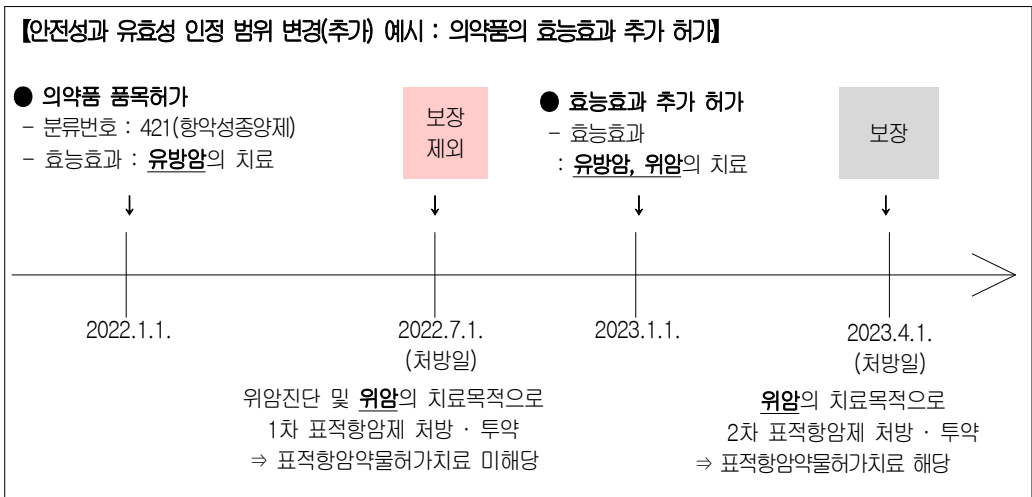 【안전성과 유효성 인정 범위 변경(추가) 예시 : 의약품의 효능효과 추가 허가】
● 의약품 품목허가
- 분류번호 : 421(항악성종양제)
- 효능효과 : 유방암의 치료
보장
제외
● 효능효과 추가 허가
- 효능효과
: 유방암, 위암의 치료
보장
↓
↓
↓
↓
2022.1.1.
2022.7.1.
(처방일)
2023.1.1.
2023.4.1.
(처방일)
위암진단 및 위암의 치료목적으로
1차 표적항암제 처방 · 투약
⇒ 표적항암약물허가치료 미해당
위암의 치료목적으로
2차 표적항암제 처방 · 투약
⇒ 표적항암약물허가치료 해당